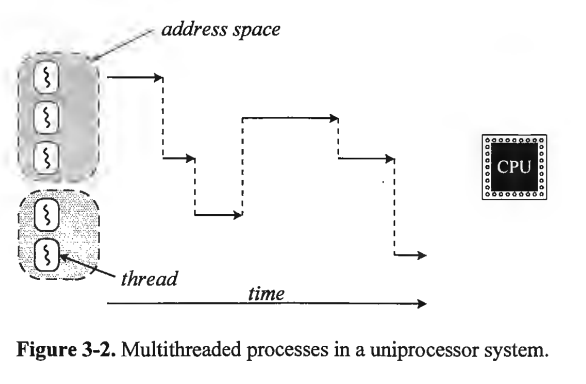 address space
CPU
thread
time
Figure 3-2. Multithreaded processes in a uniprocessor system.